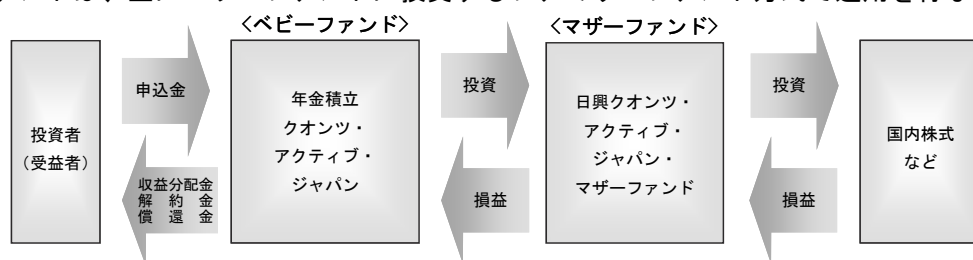 〈ベビーファンド〉
〈マザーファンド〉
投資者
（受益者）
申込金
収益分配金
解約金
償還金
年金積立
クオンツ・
アクティブ・
ジャパン
投資
損益
日興クオンツ・
アクティブ・
ジャパン・
マザーファンド
投資
損益
国内株式
など